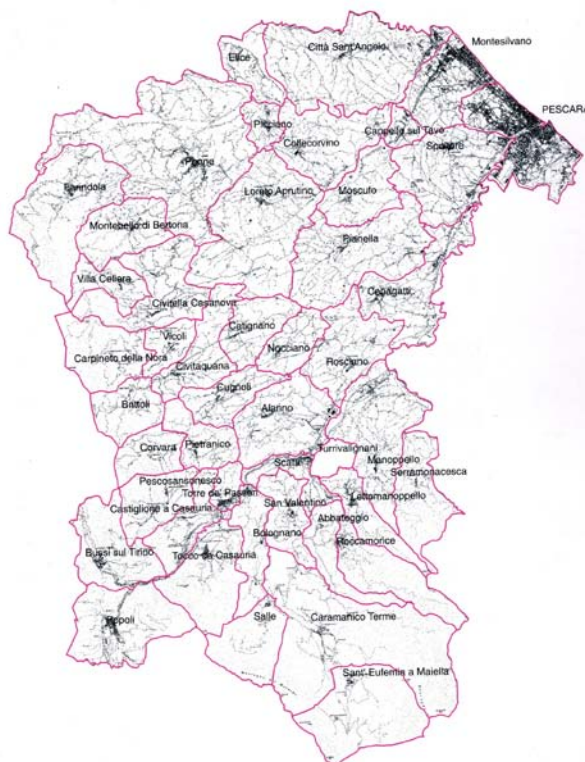 Montesilvano
Città Sant'Angelo
Elice
PESCARA
Picciano
Cappelle sul Tavo
Collecorvino
Spoltore
Penne
Farindola
Loreto Aprutino
Moscufo
Montebello di Bertona
Pianella
Villa Celiera
Cepagatti
Civitella Casanova
Catignano
Vicoli
Nocciano
Carpineto della Nora
Rosciano
Civitaquana
Cugnoli
Brittoli
Alanno
Corvara
Pietranico
Turrivalignani
Manoppello
Scafa
Serramonacesca
Pescosansonesco
Torre de' Passeri
Lettomanoppello
San Valentino
Castiglione a Casauria
Abbateggio
Bolognano
Roccamorice
Bussi sul Tirino
Tocco da Casauria
Salle
Caramanico Terme
Popoli
Sant'Eufemia a Maiella